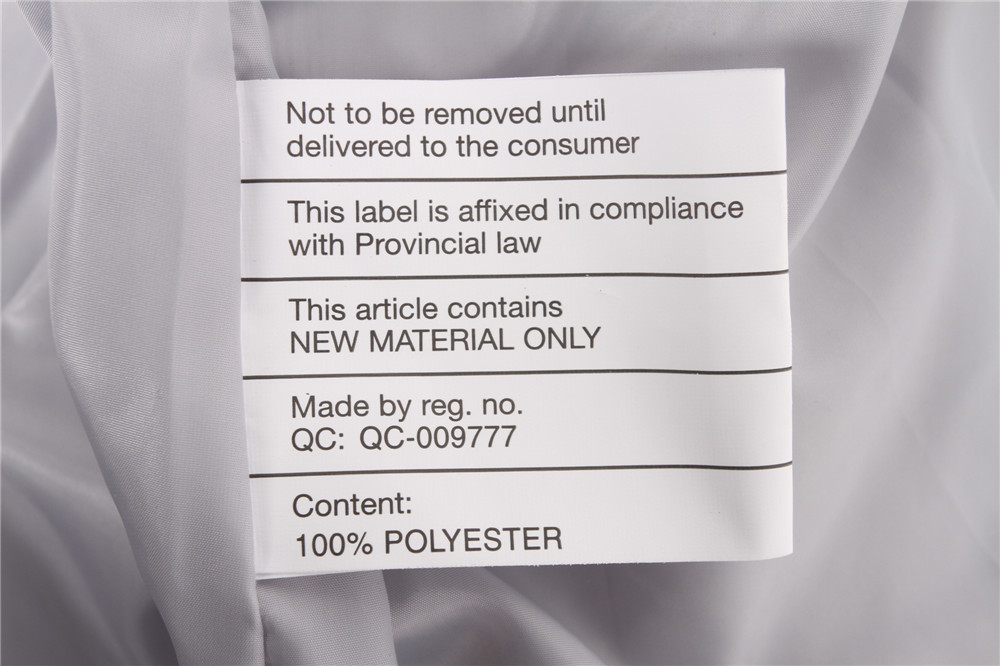 Not to be removed until
delivered to the consumer
This label is affixed in compliance
with Provincial law
This article contains
NEW MATERIAL ONLY
Made by reg. no.
QC: QC-009777
Content:
100% POLYESTER